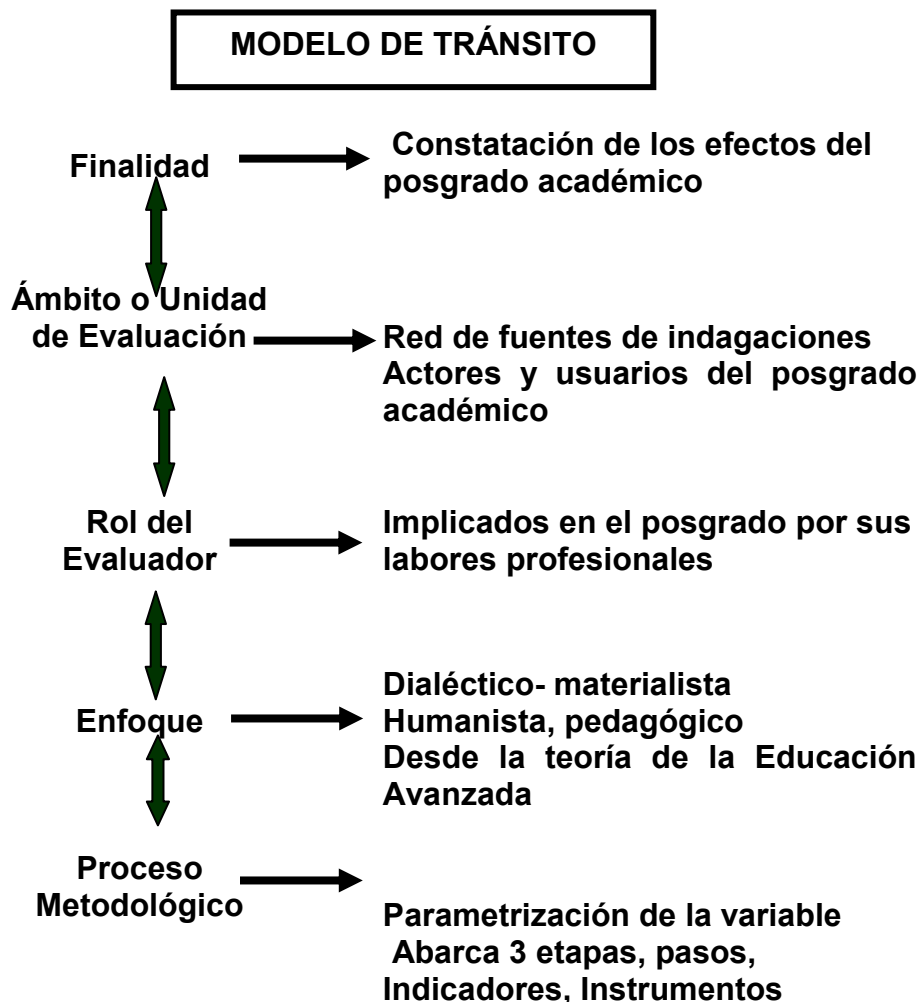 MODELO DE TRÁNSITO
Finalidad
Constatación de los efectos del
posgrado académico
Ámbito o Unidad
de Evaluación
Red de fuentes de indagaciones
Actores y usuarios del posgrado
académico
Rol del
Evaluador
Implicados en el posgrado por sus
labores profesionales
Enfoque
Dialéctico- materialista
Humanista, pedagógico
Desde la teoría de la Educación
Avanzada
Proceso
Metodológico
Parametrización de la variable
Abarca 3 etapas, pasos,
Indicadores, Instrumentos